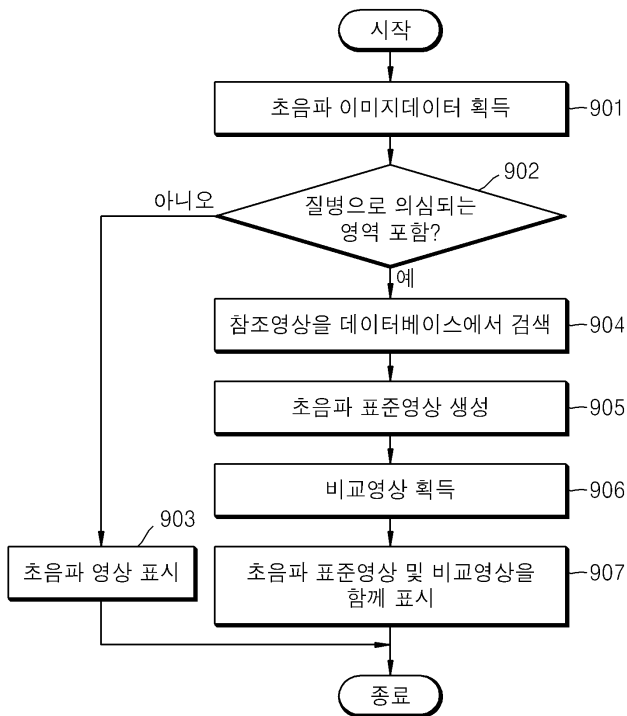 시작
초음파 이미지데이터 획득
901
902
아니오
질병으로 의심되는
영역 포함?
예
참조영상을 데이터베이스에서 검색
904
초음파 표준영상 생성
905
비교영상 획득
906
903
초음파 영상 표시
초음파 표준영상 및 비교영상을
함께 표시
907
종료